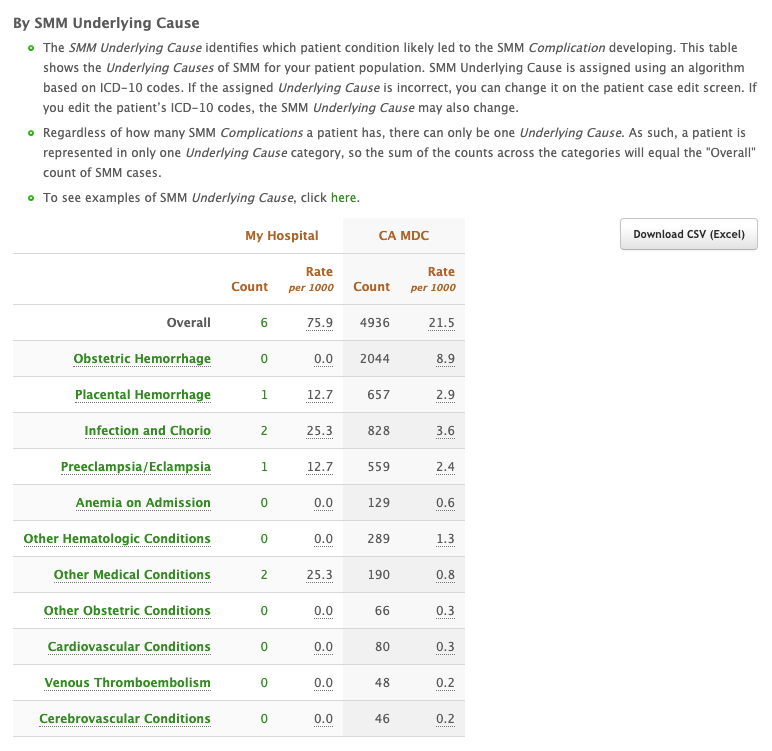 By SMM Underlying Cause
The SMM Underlying Cause identifies which patient condition likely led to the SMM Complication developing. This table
shows the Underlying Causes of SMM for your patient population. SMM Underlying Cause is assigned using an algorithm
based on ICD-10 codes. If the assigned Underlying Cause is incorrect, you can change it on the patient case edit screen. If
you edit the patient's ICD-10 codes, the SMM Underlying Cause may also change.
Regardless of how many SMM Complications a patient has, there can only be one Underlying Cause. As such, a patient is
represented in only one Underlying Cause category, so the sum of the counts across the categories will equal the "Overall"
count of SMM cases.
To see examples of SMM Underlying Cause, click here.
My Hospital CA MDC Download CSV (Excel)
Rate Rate
Count per 1000 Count per 1000
Overall 6 75.9 4936 21.5
Obstetric Hemorrhage 0 0.0 2044 8.9
Placental Hemorrhage 1 12.7 657 2.9
Infection and Chorio 2 25.3 828 3.6
Preeclampsia/Eclampsia 1 12.7 559 2.4
Anemia on Admission 0 0.0 129 0.6
Other Hematologic Conditions 0 0.0 289 1.3
Other Medical Conditions 2 25.3 190 0.8
Other Obstetric Conditions 0 0.0 66 0.3
Cardiovascular Conditions 0 0.0 80 0.3
Venous Thromboembolism 0 0.0 48 0.2
Cerebrovascular Conditions 0 0.0 46 0.2